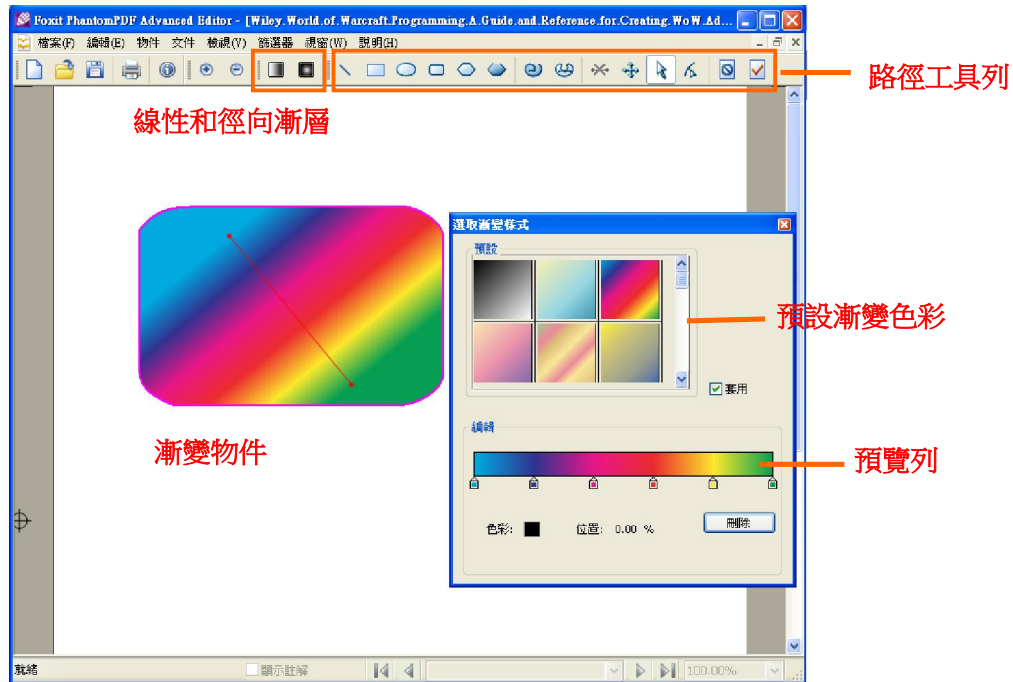 Foxit PhantomPDF Advanced Editor - [Wiley.World.of.Warcraft.Programming.A.Guide.and.Reference.for.Creating.WoW.Ad...
檔案(F) 編輯(E) 物件 文件 檢視(V) 篩選器 視窗(W) 說明(H)
路徑工具列
線性和徑向漸層
選取漸變樣式
預設
預設漸變色彩
套用
漸變物件
編輯
預覽列
色彩: 位置: 0.00 % 刪除
就緒 顯示註解 100.00%